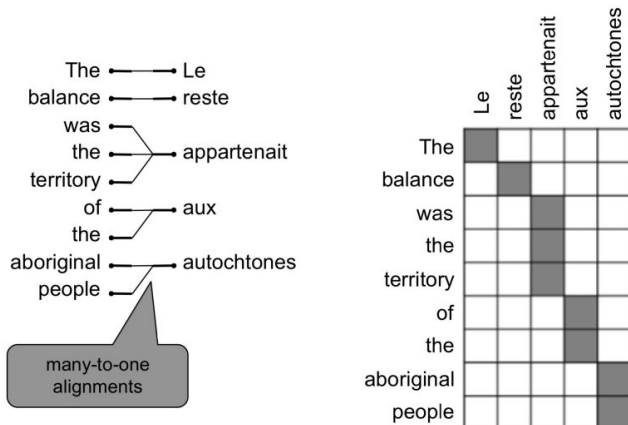 The Le
balance reste
was
the appartenait
territory
of aux
the
aboriginal autochtones
people
many-to-one
alignments
Le reste appartenait aux autochtones
The
balance
was
the
territory
of
the
aboriginal
people